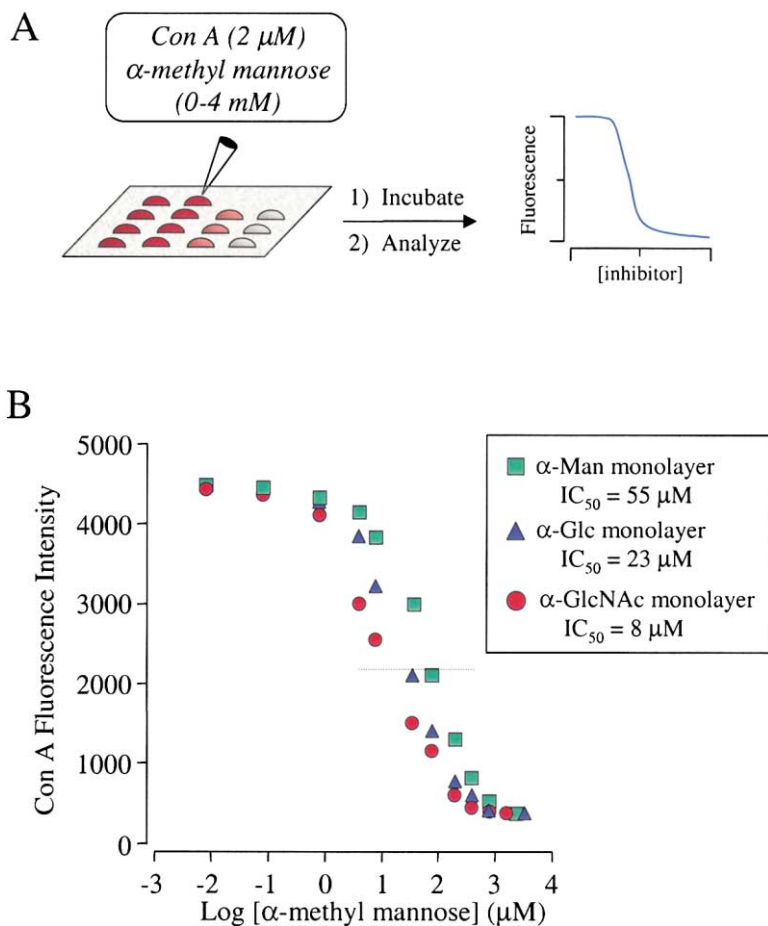 A
Con A (2 μM)
α-methyl mannose
(0-4 mM)
1) Incubate
2) Analyze
Fluorescence
[inhibitor]
B
Con A Fluorescence Intensity
5000
4000
3000
2000
1000
0
-3 -2 -1 0 1 2 3 4
Log [α-methyl mannose] (μM)
α-Man monolayer
IC50 = 55 μM
α-Glc monolayer
IC50 = 23 μM
α-GlcNAc monolayer
IC50 = 8 μM